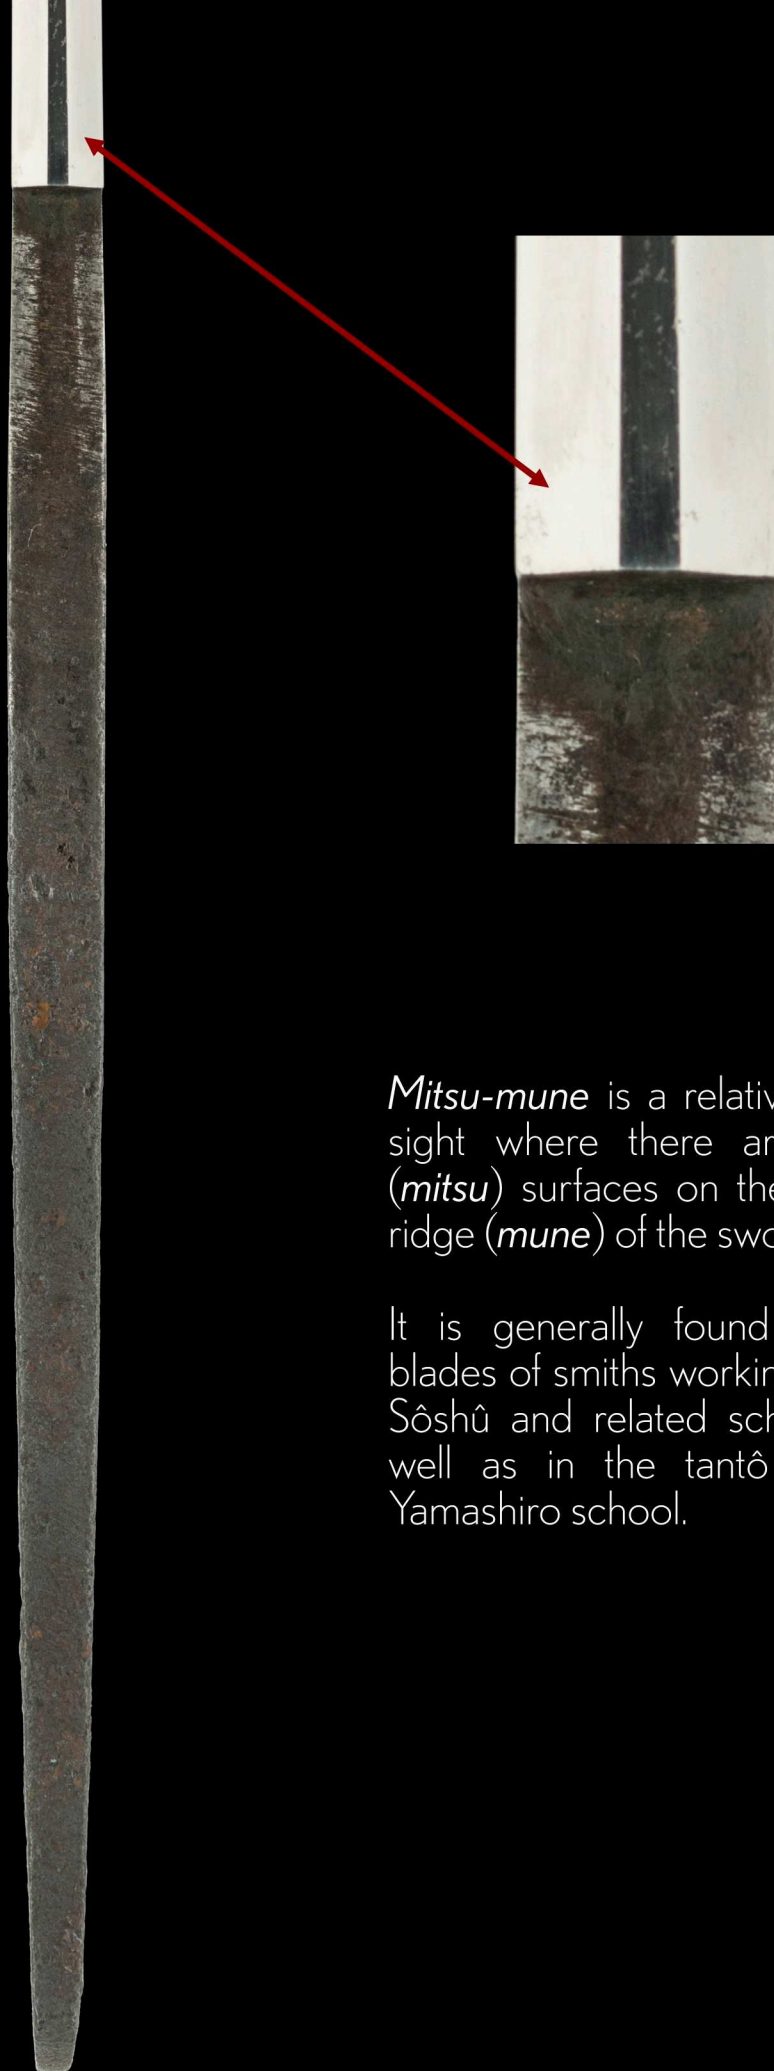 Mitsu-mune is a relativ
sight where there ar
(mitsu) surfaces on the
ridge (mune) of the swo
It is generally found
blades of smiths workin
Sôshû and related sch
well as in the tantô
Yamashiro school.